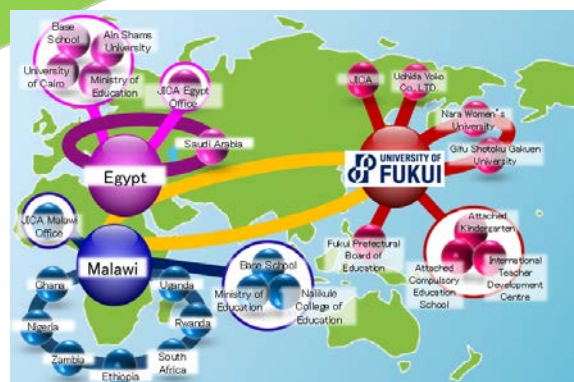 Base
School
Ain Shams
University
University
of Cairo
Ministry of
Education
JICA Egypt
Office
Saudi Arabia
Egypt
JICA
Uchida Yoko
Co., LTD.
Nara Women's
University
Gifu Shotoku Gakuen
University
UNIVERSITY OF
FUKUI
Fukui Prefectural
Board of
Education
Attached
Kindergarten
Attached
Compulsory
Education
School
International
Teacher
Development
Centre
JICA Malawi
Office
Malawi
Base School
Ministry of
Education
Nalikule
College of
Education
Ghana
Uganda
Nigeria
Rwanda
Zambia
South
Africa
Ethiopia